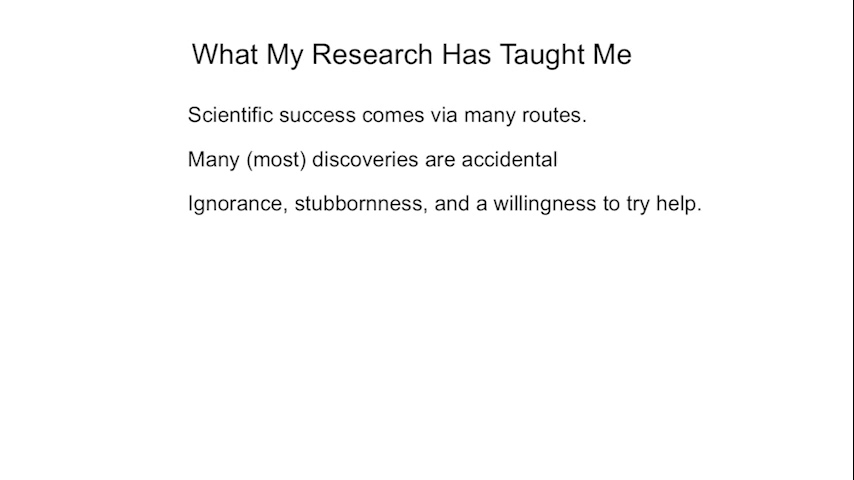 What My Research Has Taught Me
Scientific success comes via many routes.
Many (most) discoveries are accidental
Ignorance, stubbornness, and a willingness to try help.